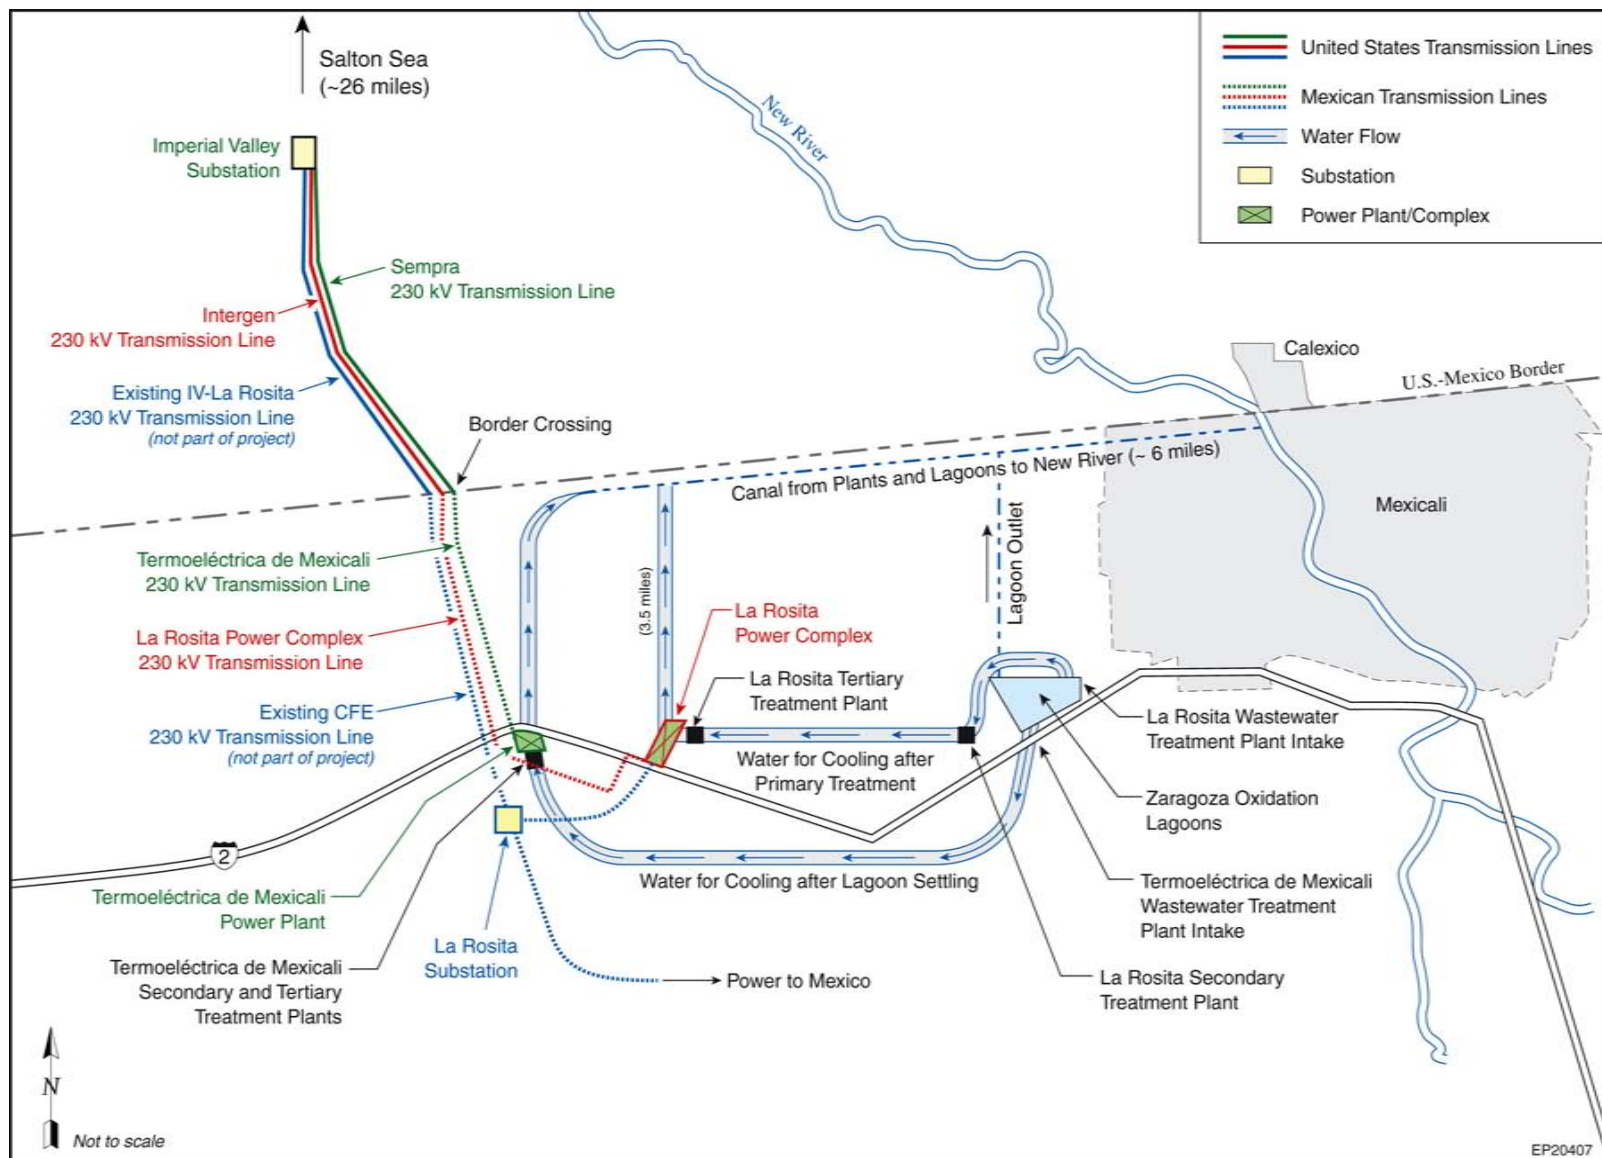 Salton Sea
(~26 miles)
United States Transmission Lines
Mexican Transmission Lines
Water Flow
Substation
Power Plant/Complex
New River
Imperial Valley
Substation
Sempra
230 kV Transmission Line
Intergen
230 kV Transmission Line
Existing IV-La Rosita
230 kV Transmission Line
(not part of project)
Border Crossing
Calexico
U.S.-Mexico Border
Canal from Plants and Lagoons to New River (~ 6 miles)
Mexicali
Termoeléctrica de Mexicali
230 kV Transmission Line
La Rosita Power Complex
230 kV Transmission Line
Existing CFE
230 kV Transmission Line
(not part of project)
(3.5 miles)
Lagoon Outlet
La Rosita
Power Complex
La Rosita Tertiary
Treatment Plant
La Rosita Wastewater
Treatment Plant Intake
Water for Cooling after
Primary Treatment
Zaragoza Oxidation
Lagoons
2
Water for Cooling after Lagoon Settling
Termoeléctrica de Mexicali
Wastewater Treatment
Plant Intake
Termoeléctrica de Mexicali
Power Plant
La Rosita
Substation
Termoeléctrica de Mexicali
Secondary and Tertiary
Treatment Plants
Power to Mexico
La Rosita Secondary
Treatment Plant
N
Not to scale
EP20407